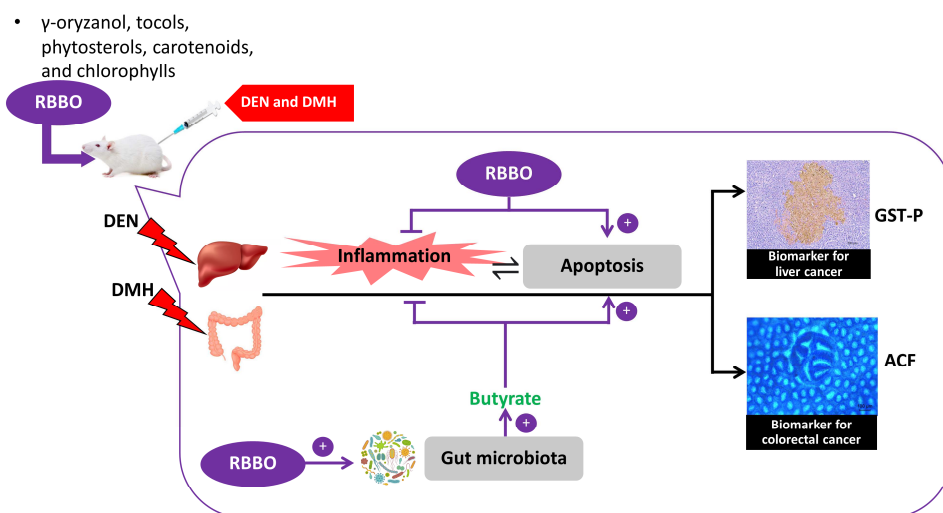 • γ-oryzanol, tocols,
phytosterols, carotenoids,
and chlorophylls
RBBO
DEN and DMH
RBBO
DEN
+
GST-P
Inflammation
Apoptosis
Biomarker for
liver cancer
DMH
+
ACF
Butyrate
+
Biomarker for
colorectal cancer
+
RBBO
Gut microbiota